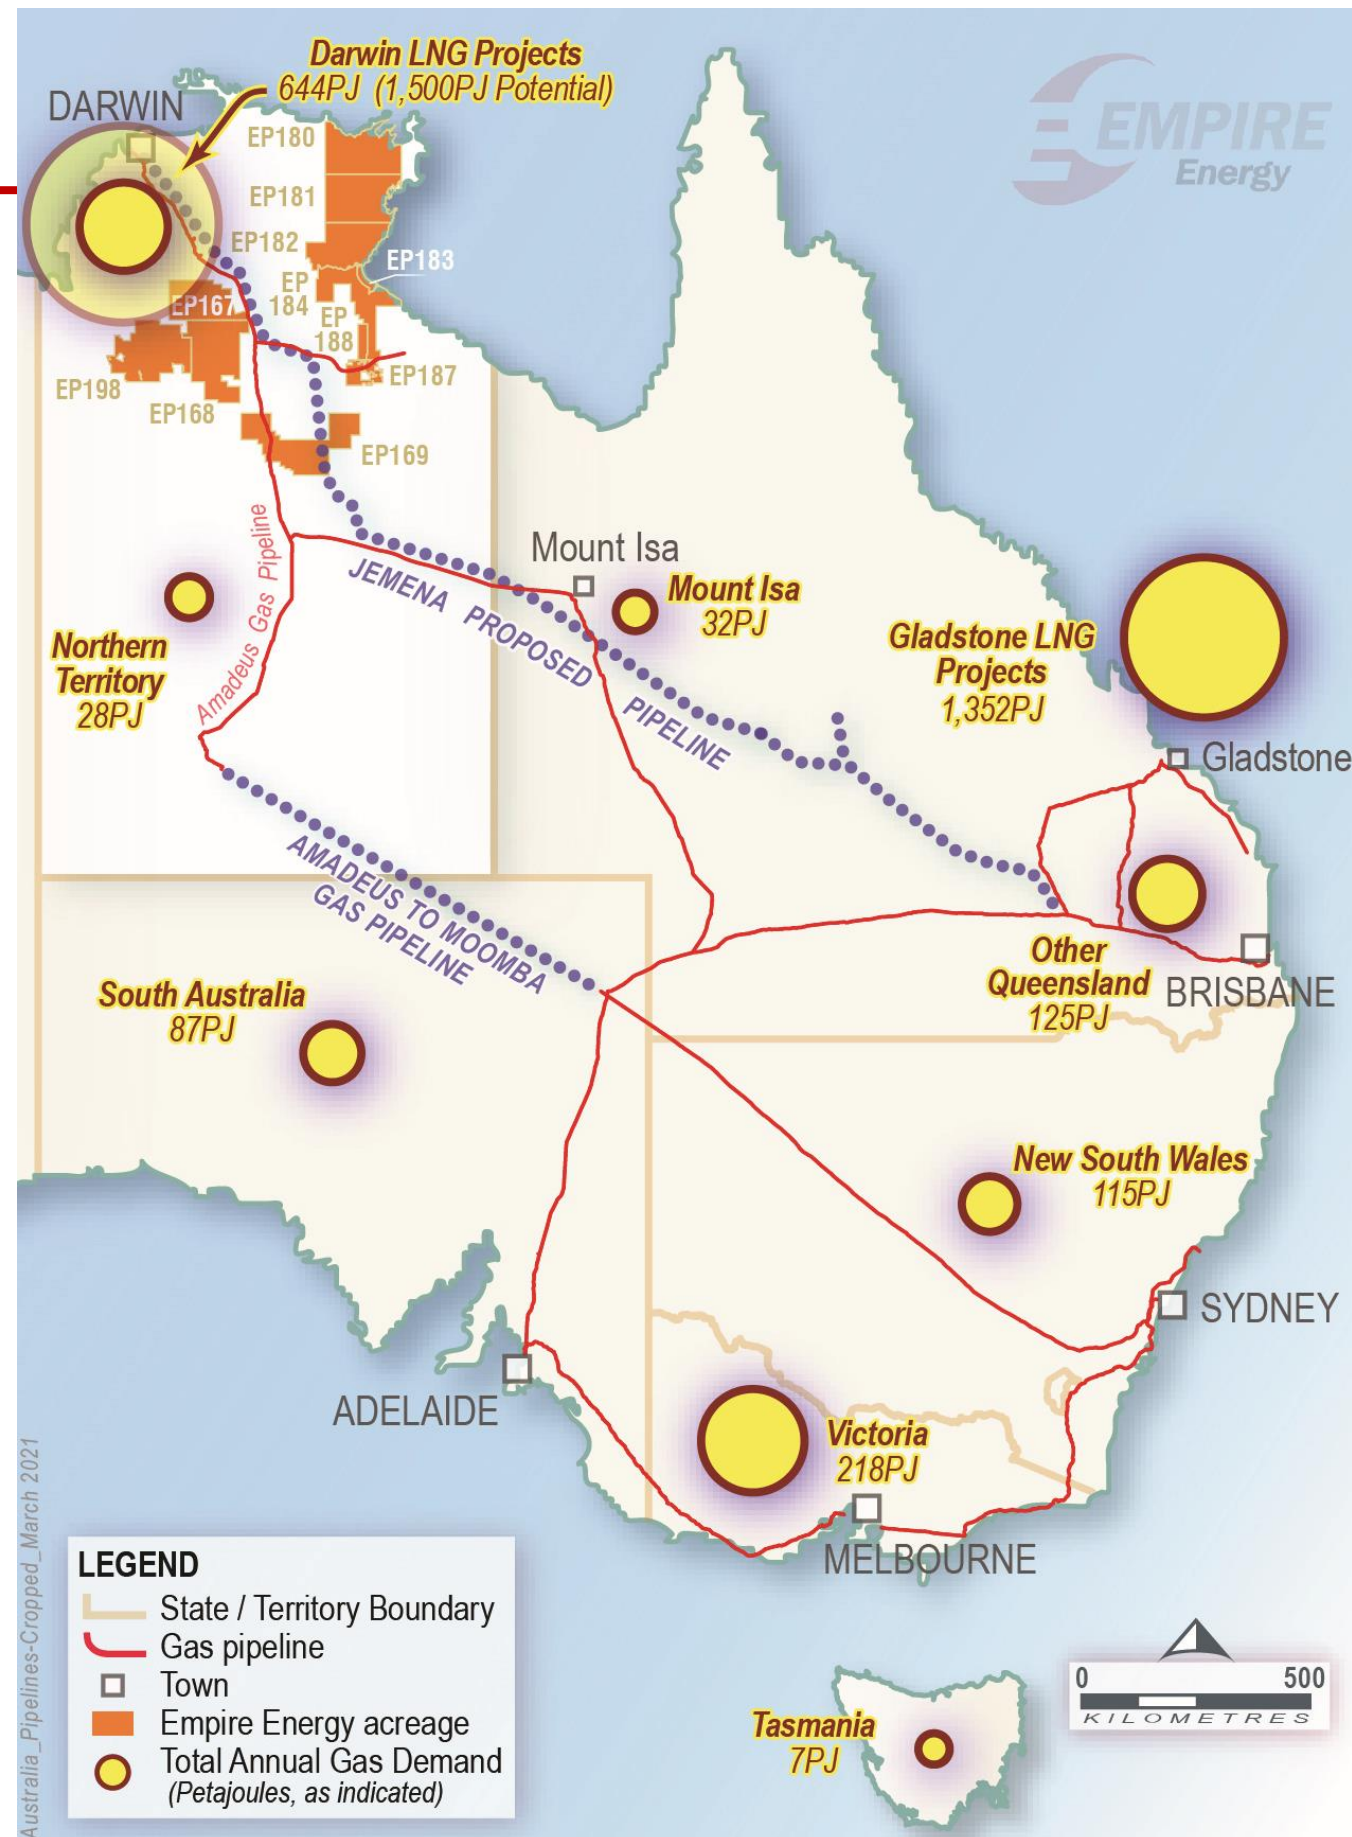 Darwin LNG Projects
644PJ (1,500PJ Potential)
DARWIN
EMPIRE
Energy
EP180
EP181
EP182
EP183
EP
184
EP
188
EP167
EP187
EP198
EP168
EP169
Amadeus Gas Pipeline
Mount Isa
JEMENA PROPOSED PIPELINE
Mount Isa
32PJ
Northern
Territory
28PJ
Gladstone LNG
Projects
1,352PJ
Gladstone
AMADEUS TO MOOMBA
GAS PIPELINE
Other
Queensland
125PJ
BRISBANE
South Australia
87PJ
New South Wales
115PJ
SYDNEY
ADELAIDE
Victoria
218PJ
MELBOURNE
Tasmania
7PJ
LEGEND
State / Territory Boundary
Gas pipeline
Town
Empire Energy acreage
Total Annual Gas Demand
(Petajoules, as indicated)
0 500
KILOMETRES
Australia_Pipelines-Cropped_March 2021